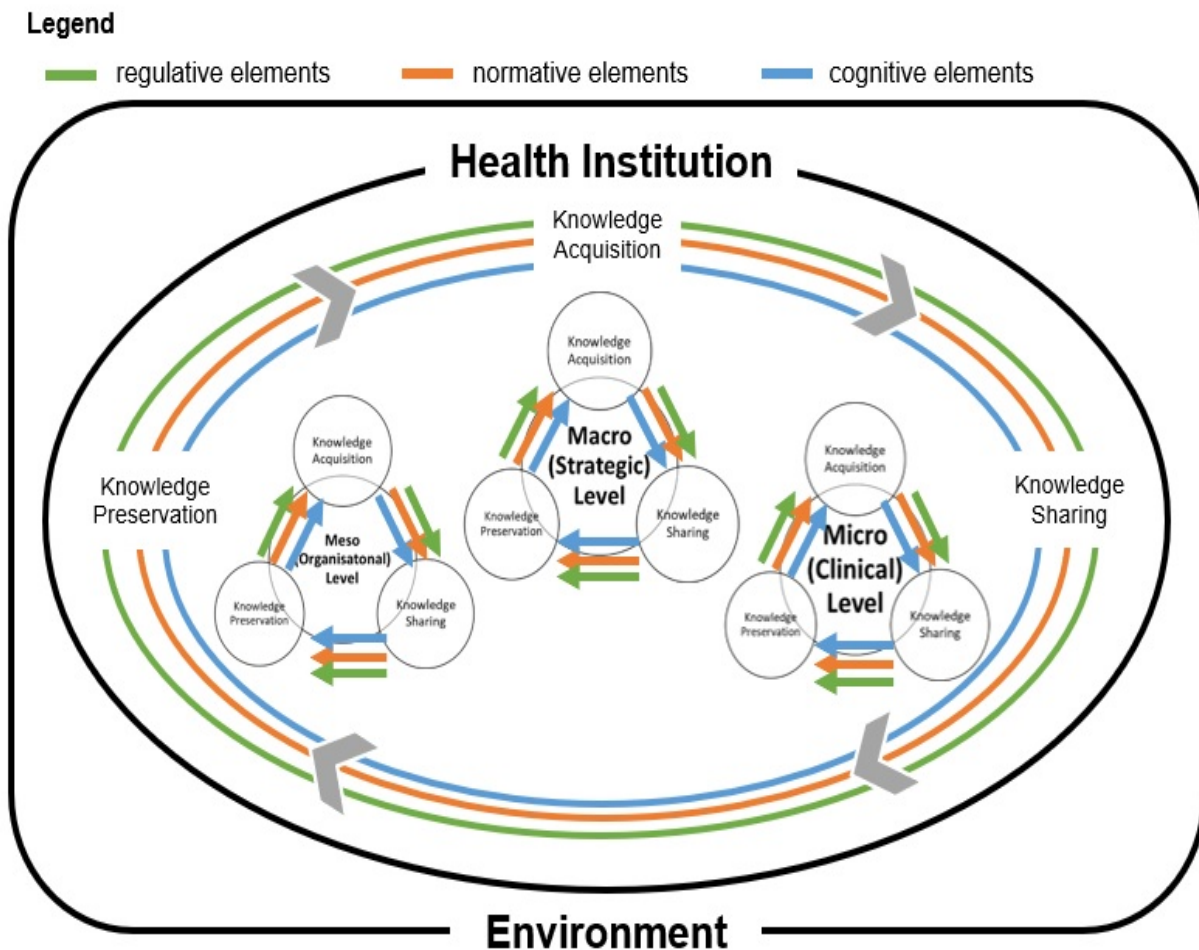 Legend
regulative elements
normative elements
cognitive elements
Health Institution
Knowledge
Acquisition
Knowledge
Preservation
Knowledge
Sharing
Knowledge
Acquisition
Macro
(Strategic)
Level
Knowledge
Preservation
Knowledge
Sharing
Knowledge
Acquisition
Meso
(Organisatonal)
Level
Knowledge
Preservation
Knowledge
Sharing
Knowledge
Acquisition
Micro
(Clinical)
Level
Knowledge
Preservation
Knowledge
Sharing
Environment